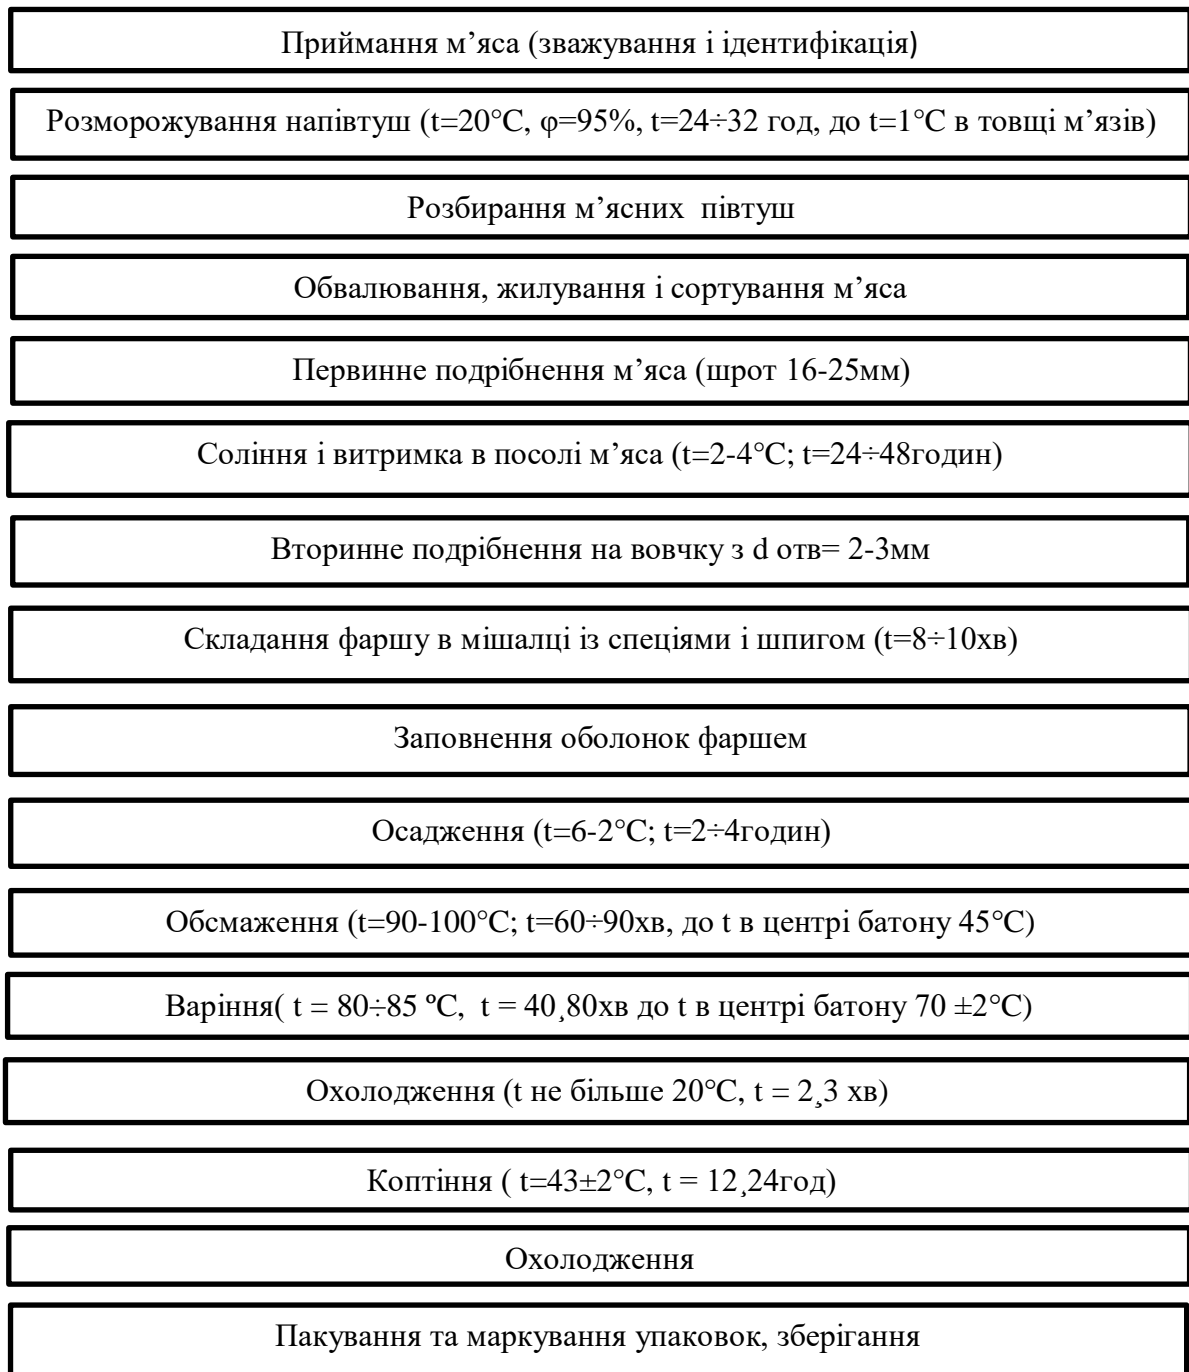 Приймання м’яса (зважування і ідентифікація)
Розморожування напівтуш (t=20°С, φ=95%, t=24÷32 год, до t=1°С в товщі м’язів)
Розбирання м’ясних півтуш
Обвалювання, жилування і сортування м’яса
Первинне подрібнення м’яса (шрот 16-25мм)
Соління і витримка в посолі м’яса (t=2-4°С; t=24÷48годин)
Вторинне подрібнення на вовчку з d отв= 2-3мм
Складання фаршу в мішалці із спеціями і шпигом (t=8÷10хв)
Заповнення оболонок фаршем
Осадження (t=6-2°С; t=2÷4годин)
Обсмаження (t=90-100°С; t=60÷90хв, до t в центрі батону 45°С)
Варіння( t = 80÷85 ºС, t = 40¸80хв до t в центрі батону 70 ±2°С)
Охолодження (t не більше 20°С, t = 2¸3 хв)
Коптіння ( t=43±2°С, t = 12¸24год)
Охолодження
Пакування та маркування упаковок, зберігання